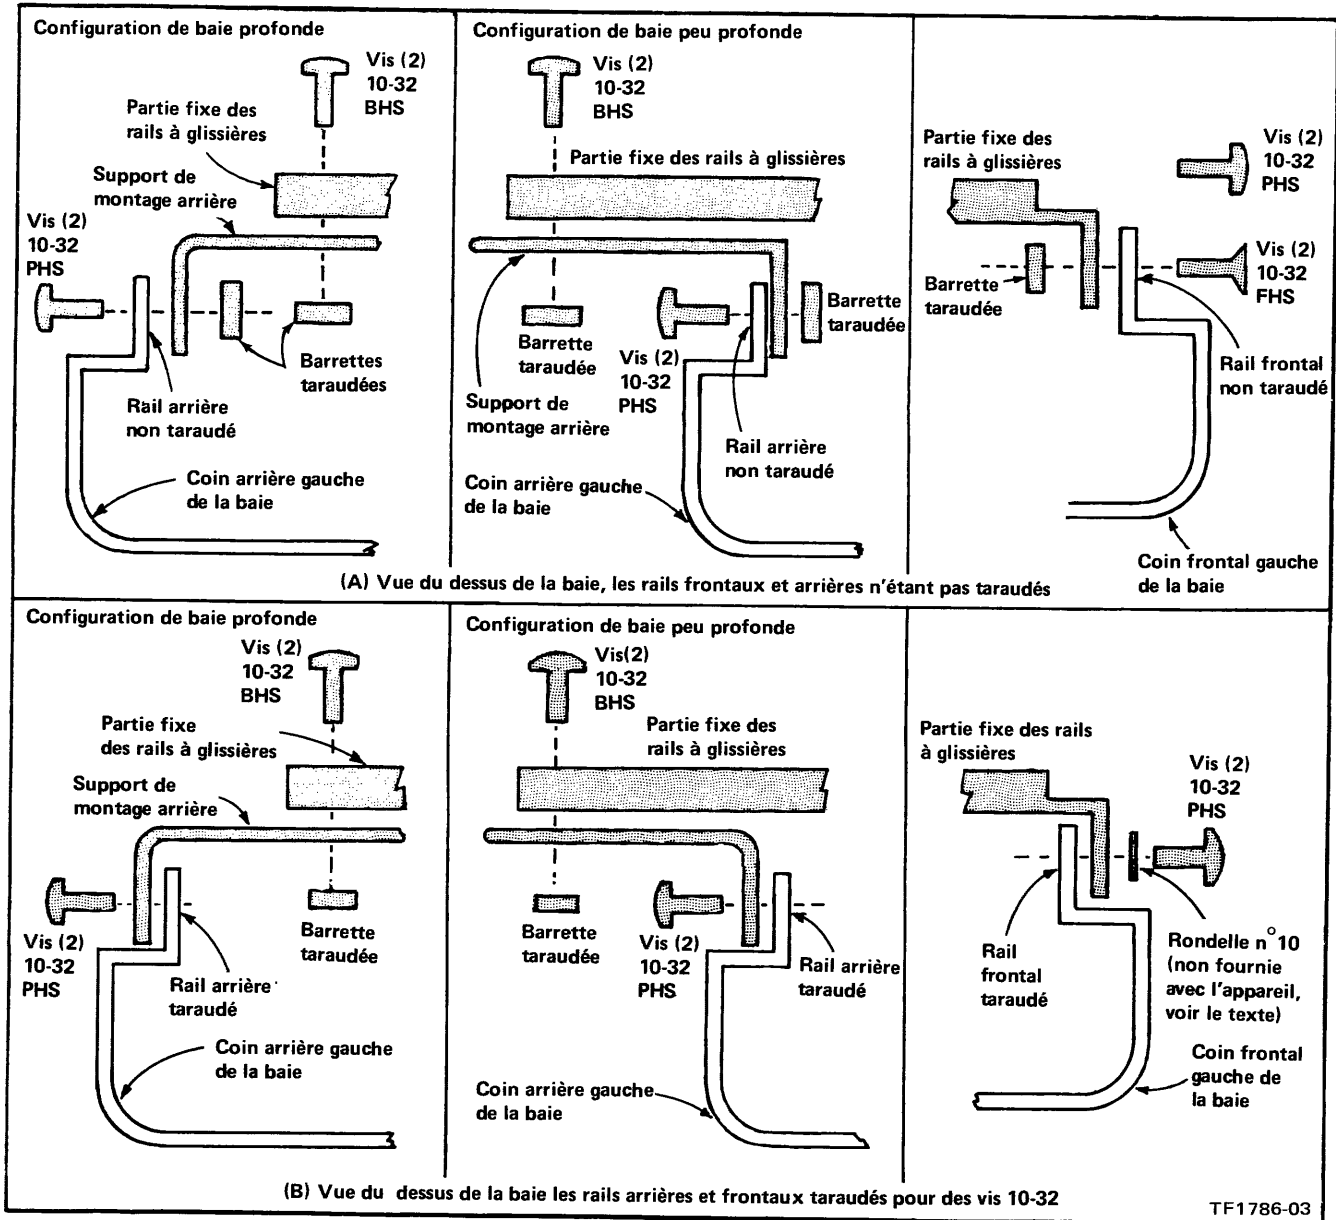 Configuration de baie profonde
Vis (2)
10-32
BHS
Partie fixe des
rails à glissières
Support de
montage arrière
Vis (2)
10-32
PHS
Barrettes
taraudées
Rail arrière
non taraudé
Coin arrière gauche
de la baie
Configuration de baie peu profonde
Vis (2)
10-32
BHS
Partie fixe des rails à glissières
Barrette
taraudée
Barrette
taraudée
Vis (2)
10-32
PHS
Support de
montage arrière
Rail arrière
non taraudé
Coin arrière gauche
de la baie
Partie fixe des
rails à glissières
Vis (2)
10-32
PHS
Vis (2)
10-32
FHS
Barrette
taraudée
Rail frontal
non taraudé
Coin frontal gauche
de la baie
(A) Vue du dessus de la baie, les rails frontaux et arrières n'étant pas taraudés
Configuration de baie profonde
Vis (2)
10-32
BHS
Partie fixe
des rails à glissières
Support de
montage arrière
Vis (2)
10-32
PHS
Barrette
taraudée
Rail arrière
taraudé
Coin arrière gauche
de la baie
Configuration de baie peu profonde
Vis(2)
10-32
BHS
Partie fixe des
rails à glissières
Barrette
taraudée
Vis (2)
10-32
PHS
Rail arrière
taraudé
Coin arrière gauche
de la baie
Partie fixe des rails
à glissières
Vis (2)
10-32
PHS
Rail
frontal
taraudé
Rondelle n° 10
(non fournie
avec l'appareil,
voir le texte)
Coin frontal
gauche de
la baie
(B) Vue du dessus de la baie les rails arrières et frontaux taraudés pour des vis 10-32
TF1786-03